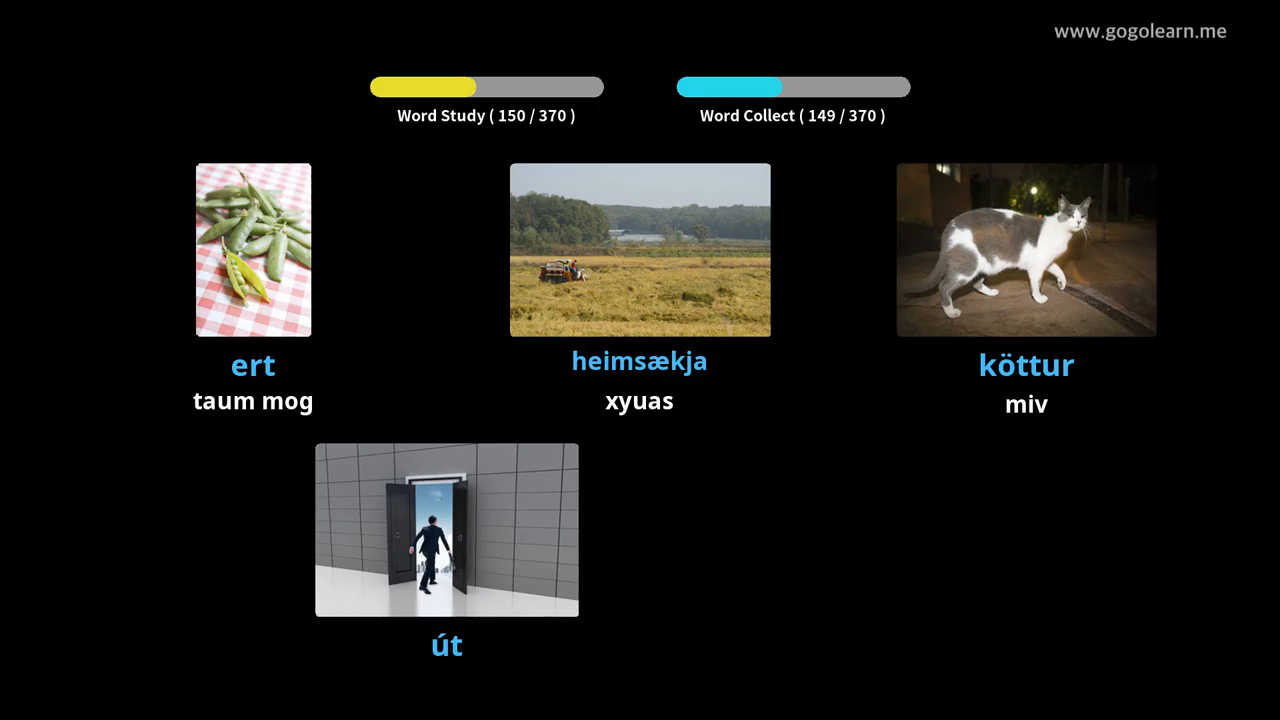 www.gogolearn.me
Word Study ( 150 / 370 )
Word Collect ( 149 / 370 )
ert
taum mog
heimsækja
xyuas
köttur
miv
út